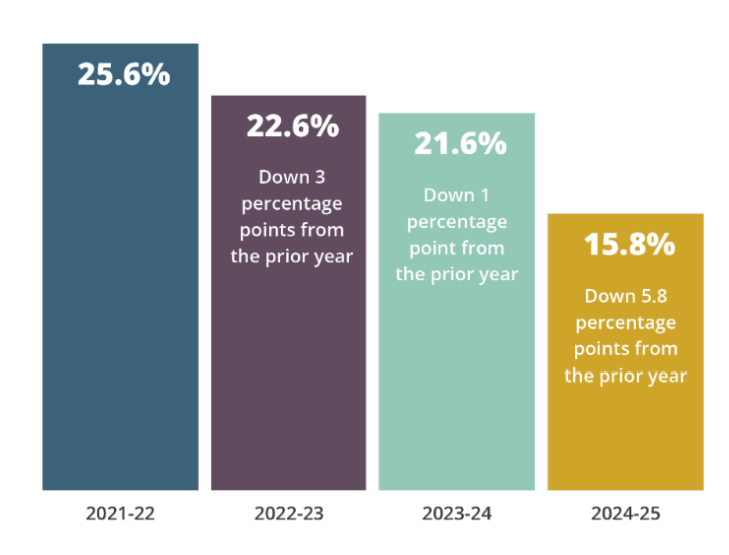 25.6%
22.6%
Down 3
percentage
points from
the prior year
21.6%
Down 1
percentage
point from
the prior year
15.8%
Down 5.8
percentage
points from
the prior year
2021-22
2022-23
2023-24
2024-25